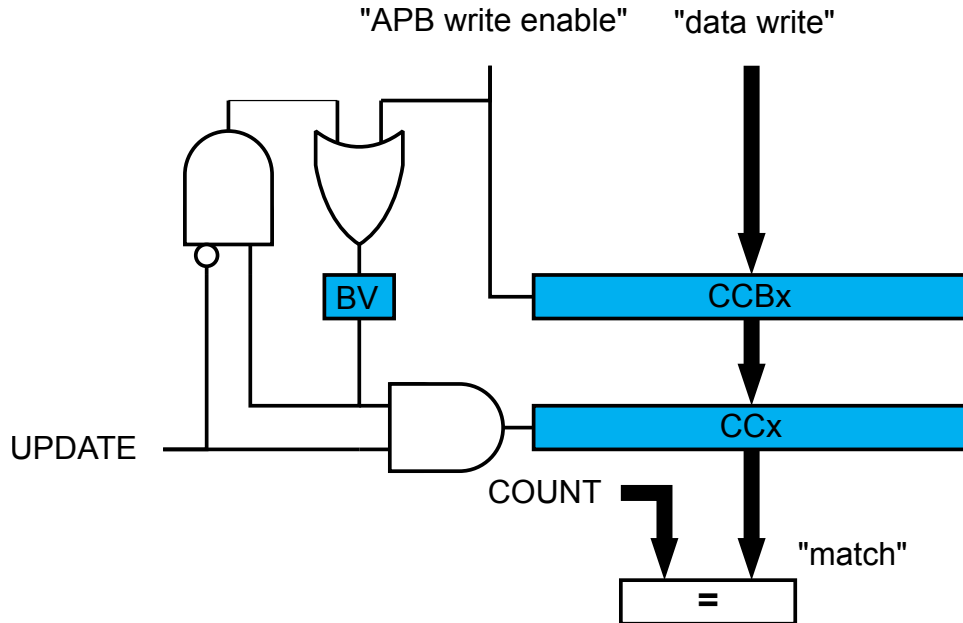 "APB write enable"
"data write"
BV
CCBx
CCx
UPDATE
COUNT
"match"
=